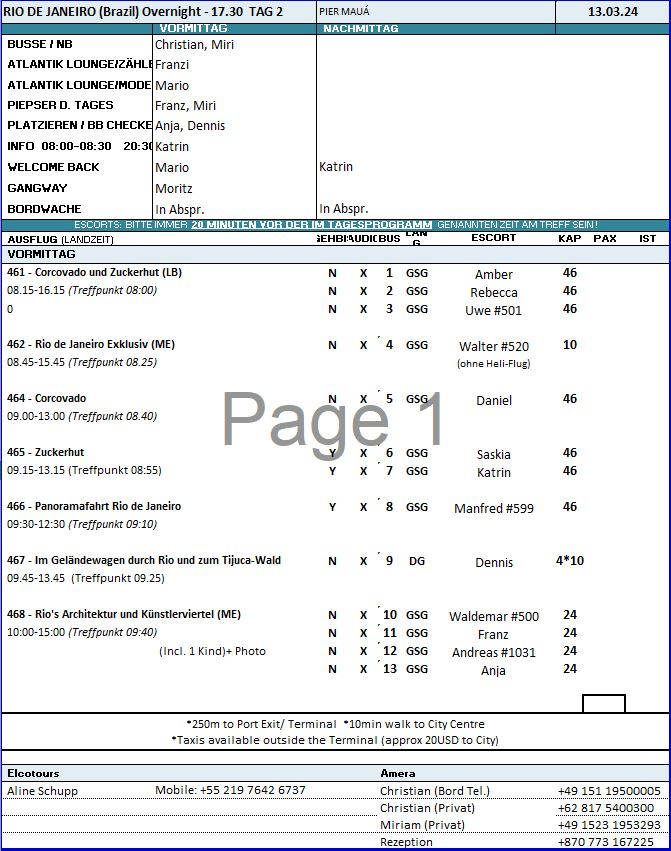 RIO DE JANEIRO (Brazil) Overnight - 17.30 TAG 2 PIER MAUÁ 13.03.24
VORMITTAG NACHMITTAG
BUSSE / NB Christian, Miri
ATLANTIK LOUNGE/ZÄHLE Franzi
ATLANTIK LOUNGE/MODE Mario
PIEPSER D. TAGES Franz, Miri
PLATZIEREN / BB CHECKE Anja, Dennis
INFO 08:00-08:30 20:30 Katrin
WELCOME BACK Mario Katrin
GANGWAY Moritz
BORDWACHE In Abspr. In Abspr.
ESCORTS: BITTE IMMER 20 MINUTEN VOR DER IM TAGESPROGRAMM GENANNTEN ZEIT AM TREFF SEIN!
AUSFLUG (LANDZEIT) GEHBI AUDIO BUS LAN G ESCORT KAP PAX IST
VORMITTAG
461 - Corcovado und Zuckerhut (LB) N X 1 GSG Amber 46
08.15-16.15 (Treffpunkt 08:00) N X 2 GSG Rebecca 46
0 N X 3 GSG Uwe #501 46
462 - Rio de Janeiro Exklusiv (ME) N X 4 GSG Walter #520 10
08.45-15.45 (Treffpunkt 08.25) (ohne Heli-Flug)
464 - Corcovado N X 5 GSG Daniel 46
09.00-13.00 (Treffpunkt 08.40)
Page 1
465 - Zuckerhut Y X 6 GSG Saskia 46
09.15-13.15 (Treffpunkt 08:55) Y X 7 GSG Katrin 46
466 - Panoramafahrt Rio de Janeiro Y X 8 GSG Manfred #599 46
09:30-12:30 (Treffpunkt 09:10)
467 - Im Geländewagen durch Rio und zum Tijuca-Wald N X 9 DG Dennis 4*10
09.45-13.45 (Treffpunkt 09.25)
468 - Rio's Architektur und Künstlerviertel (ME) N X 10 GSG Waldemar #500 24
10:00-15:00 (Treffpunkt 09:40) N X 11 GSG Franz 24
(Incl. 1 Kind)+ Photo N X 12 GSG Andreas #1031 24
N X 13 GSG Anja 24
*250m to Port Exit/ Terminal *10min walk to City Centre
*Taxis available outside the Terminal (approx 20USD to City)
Elcotours Amera
Aline Schupp Mobile: +55 219 7642 6737 Christian (Bord Tel.) +49 151 19500005
Christian (Privat) +62 817 5400300
Miriam (Privat) +49 1523 1953293
Rezeption +870 773 167225